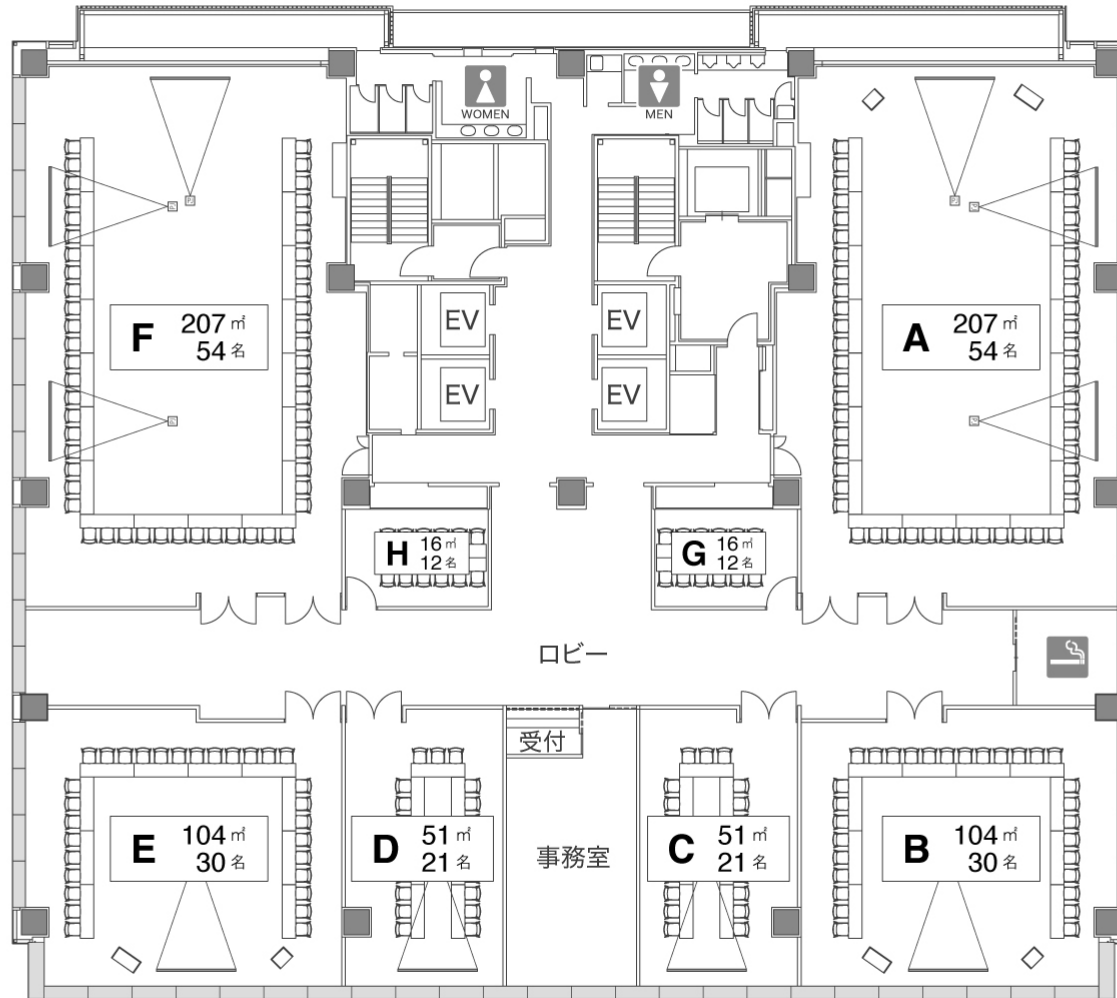 WOMEN
MEN
EV
EV
EV
EV
F 207㎡
54名
A 207㎡
54名
H 16㎡
12名
G 16㎡
12名
ロビー
受付
E 104㎡
30名
D 51㎡
21名
事務室
C 51㎡
21名
B 104㎡
30名